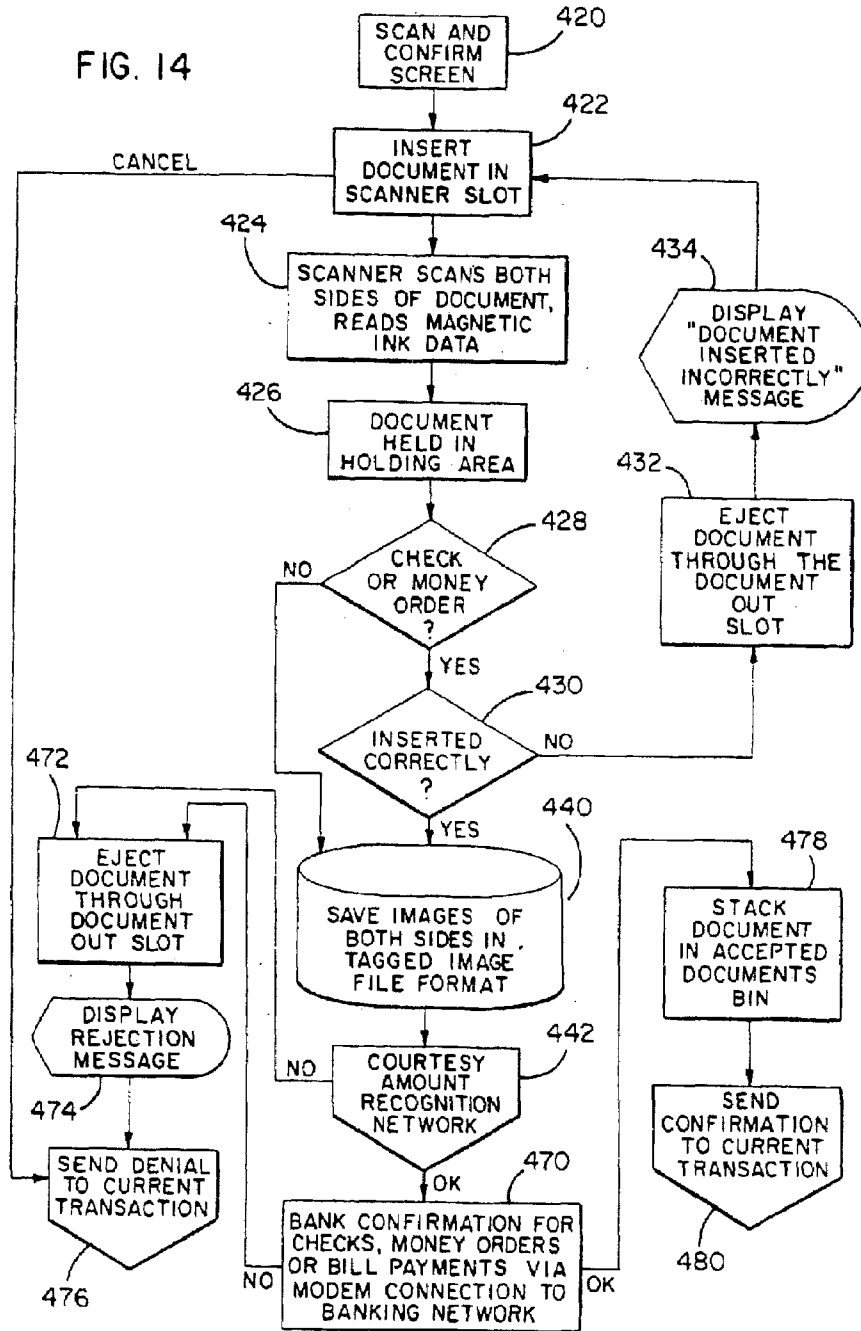 FIG. 14
420
SCAN AND
CONFIRM
SCREEN
422
INSERT
DOCUMENT IN
SCANNER SLOT
CANCEL
424
SCANNER SCANS BOTH
SIDES OF DOCUMENT,
READS MAGNETIC
INK DATA
434
DISPLAY
"DOCUMENT
INSERTED
INCORRECTLY"
MESSAGE
426
DOCUMENT
HELD IN
HOLDING AREA
432
EJECT
DOCUMENT
THROUGH THE
DOCUMENT
OUT
SLOT
428
CHECK
OR MONEY
ORDER
?
NO
YES
430
INSERTED
CORRECTLY
?
NO
YES
472
EJECT
DOCUMENT
THROUGH
DOCUMENT
OUT SLOT
440
SAVE IMAGES OF
BOTH SIDES IN
TAGGED IMAGE
FILE FORMAT
478
STACK
DOCUMENT
IN ACCEPTED
DOCUMENTS
BIN
DISPLAY
REJECTION
MESSAGE
474
442
COURTESY
AMOUNT
RECOGNITION
NETWORK
NO
OK
SEND
CONFIRMATION
TO CURRENT
TRANSACTION
480
SEND DENIAL
TO CURRENT
TRANSACTION
476
470
BANK CONFIRMATION FOR
CHECKS, MONEY ORDERS
OR BILL PAYMENTS VIA
MODEM CONNECTION TO
BANKING NETWORK
NO
OK